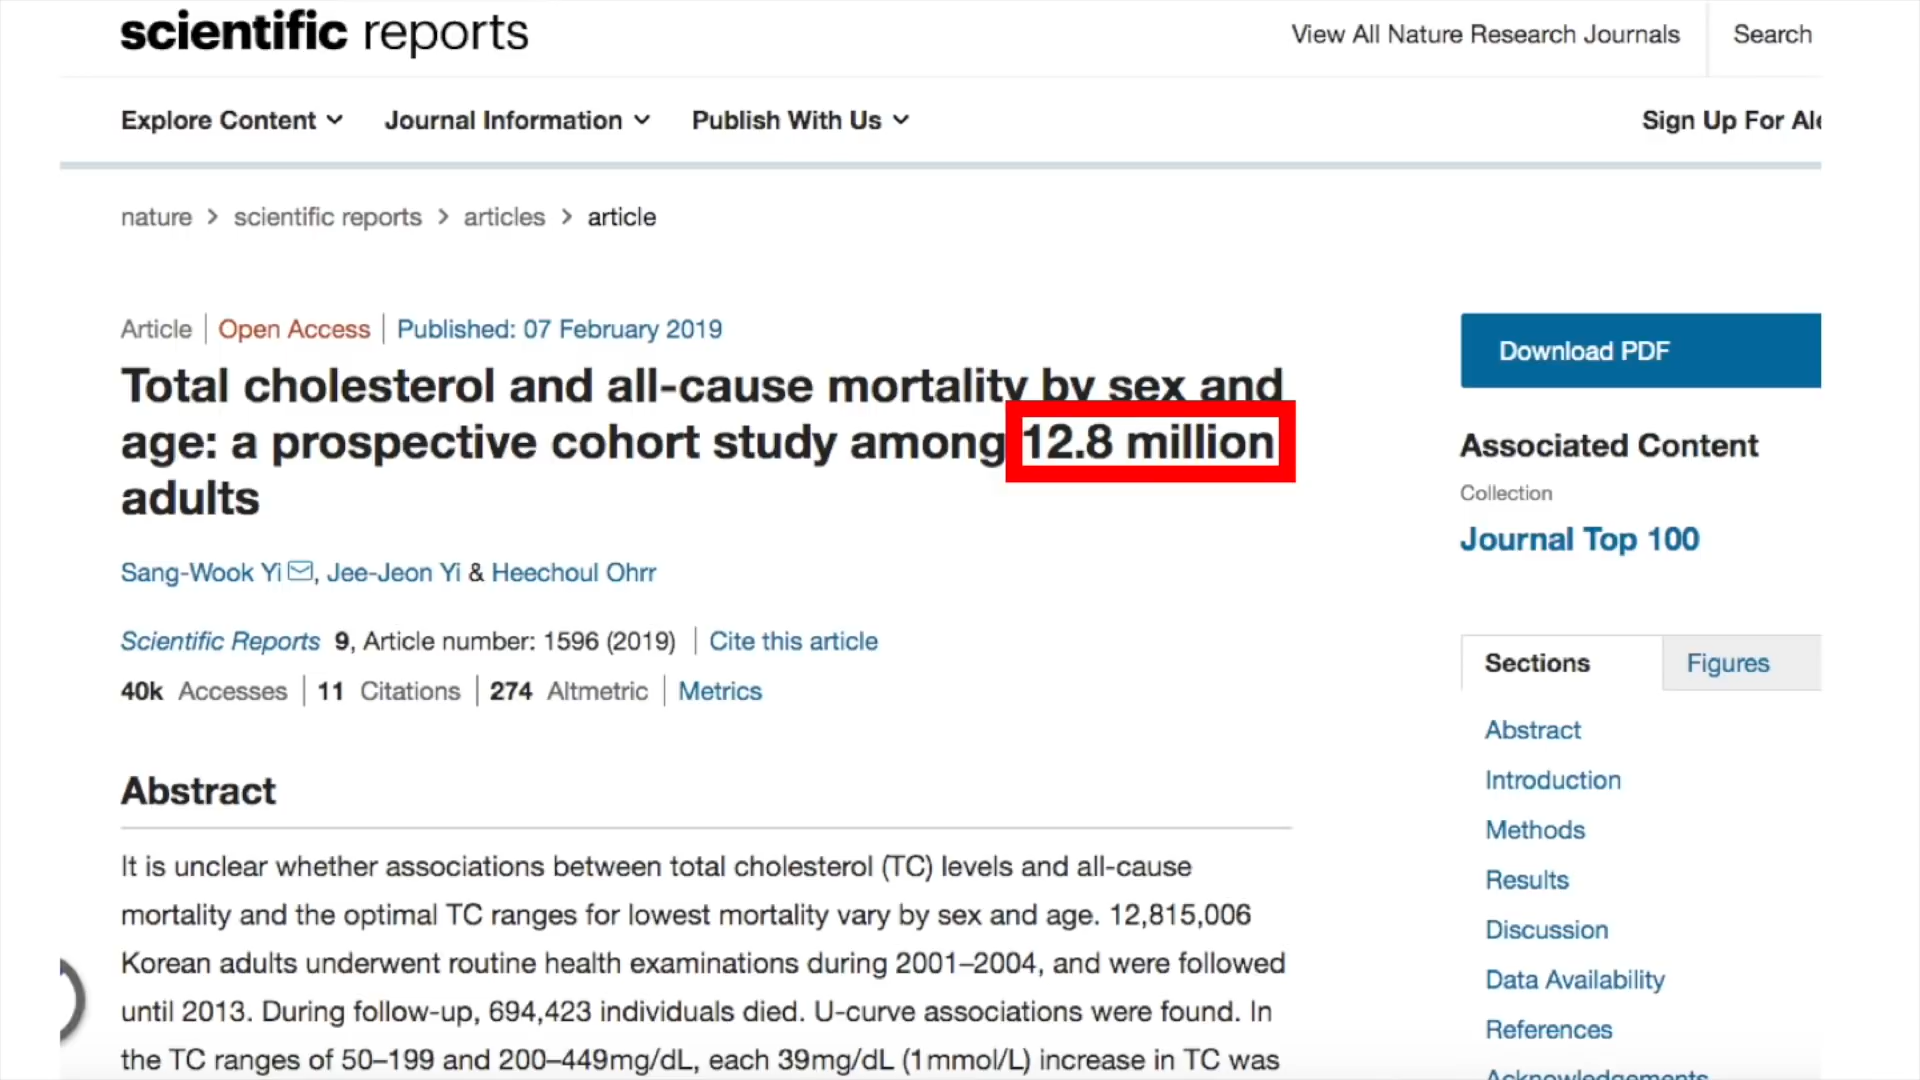 scientific reports
View All Nature Research Journals
Search
Explore Content
Journal Information
Publish With Us
Sign Up For
nature > scientific reports > articles > article
Article | Open Access | Published: 07 February 2019
Total cholesterol and all-cause mortality by sex and
age: a prospective cohort study among 12.8 million
adults
Sang-Wook Yi, Jee-Jeon Yi & Heechoul Ohrr
Scientific Reports 9, Article number: 1596 (2019) | Cite this article
40k Accesses | 11 Citations | 274 Altmetric | Metrics
Abstract
It is unclear whether associations between total cholesterol (TC) levels and all-cause
mortality and the optimal TC ranges for lowest mortality vary by sex and age. 12,815,006
Korean adults underwent routine health examinations during 2001–2004, and were followed
until 2013. During follow-up, 694,423 individuals died. U-curve associations were found. In
the TC ranges of 50–199 and 200–449mg/dL, each 39mg/dL (1mmol/L) increase in TC was
Download PDF
Associated Content
Collection
Journal Top 100
Sections
Figures
Abstract
Introduction
Methods
Results
Discussion
Data Availability
References
Acknowledgements